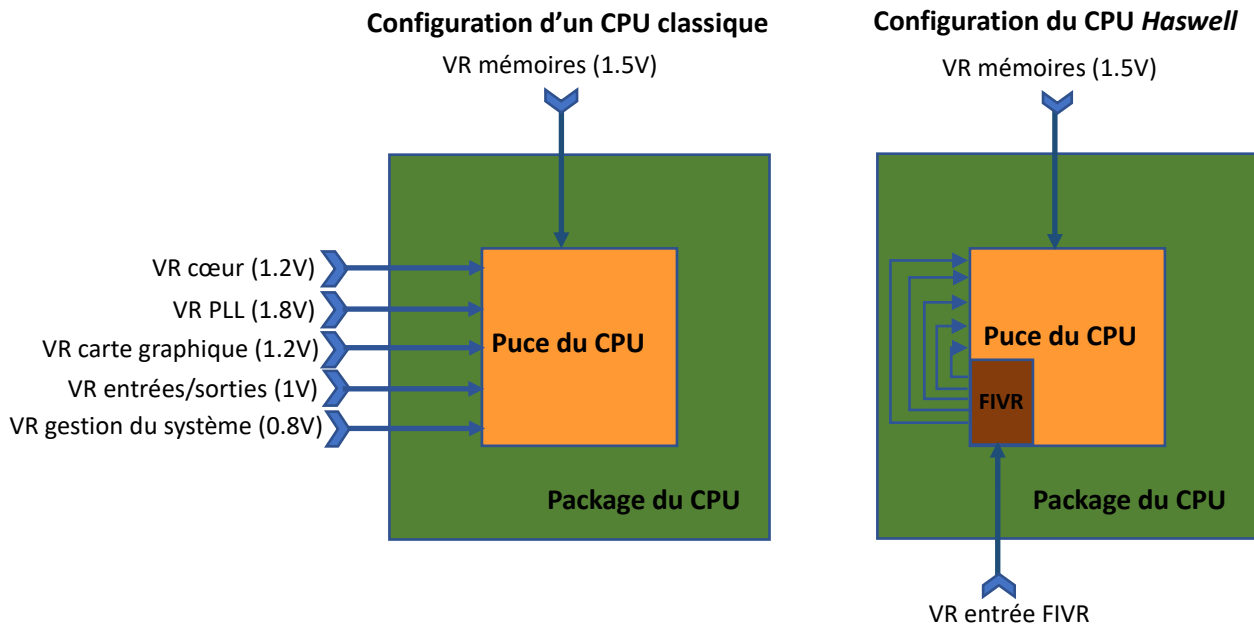 Configuration d’un CPU classique
VR mémoires (1.5V)
VR cœur (1.2V)
VR PLL (1.8V)
VR carte graphique (1.2V)
VR entrées/sorties (1V)
VR gestion du système (0.8V)
Puce du CPU
Package du CPU
Configuration du CPU Haswell
VR mémoires (1.5V)
Puce du CPU
FIVR
Package du CPU
VR entrée FIVR